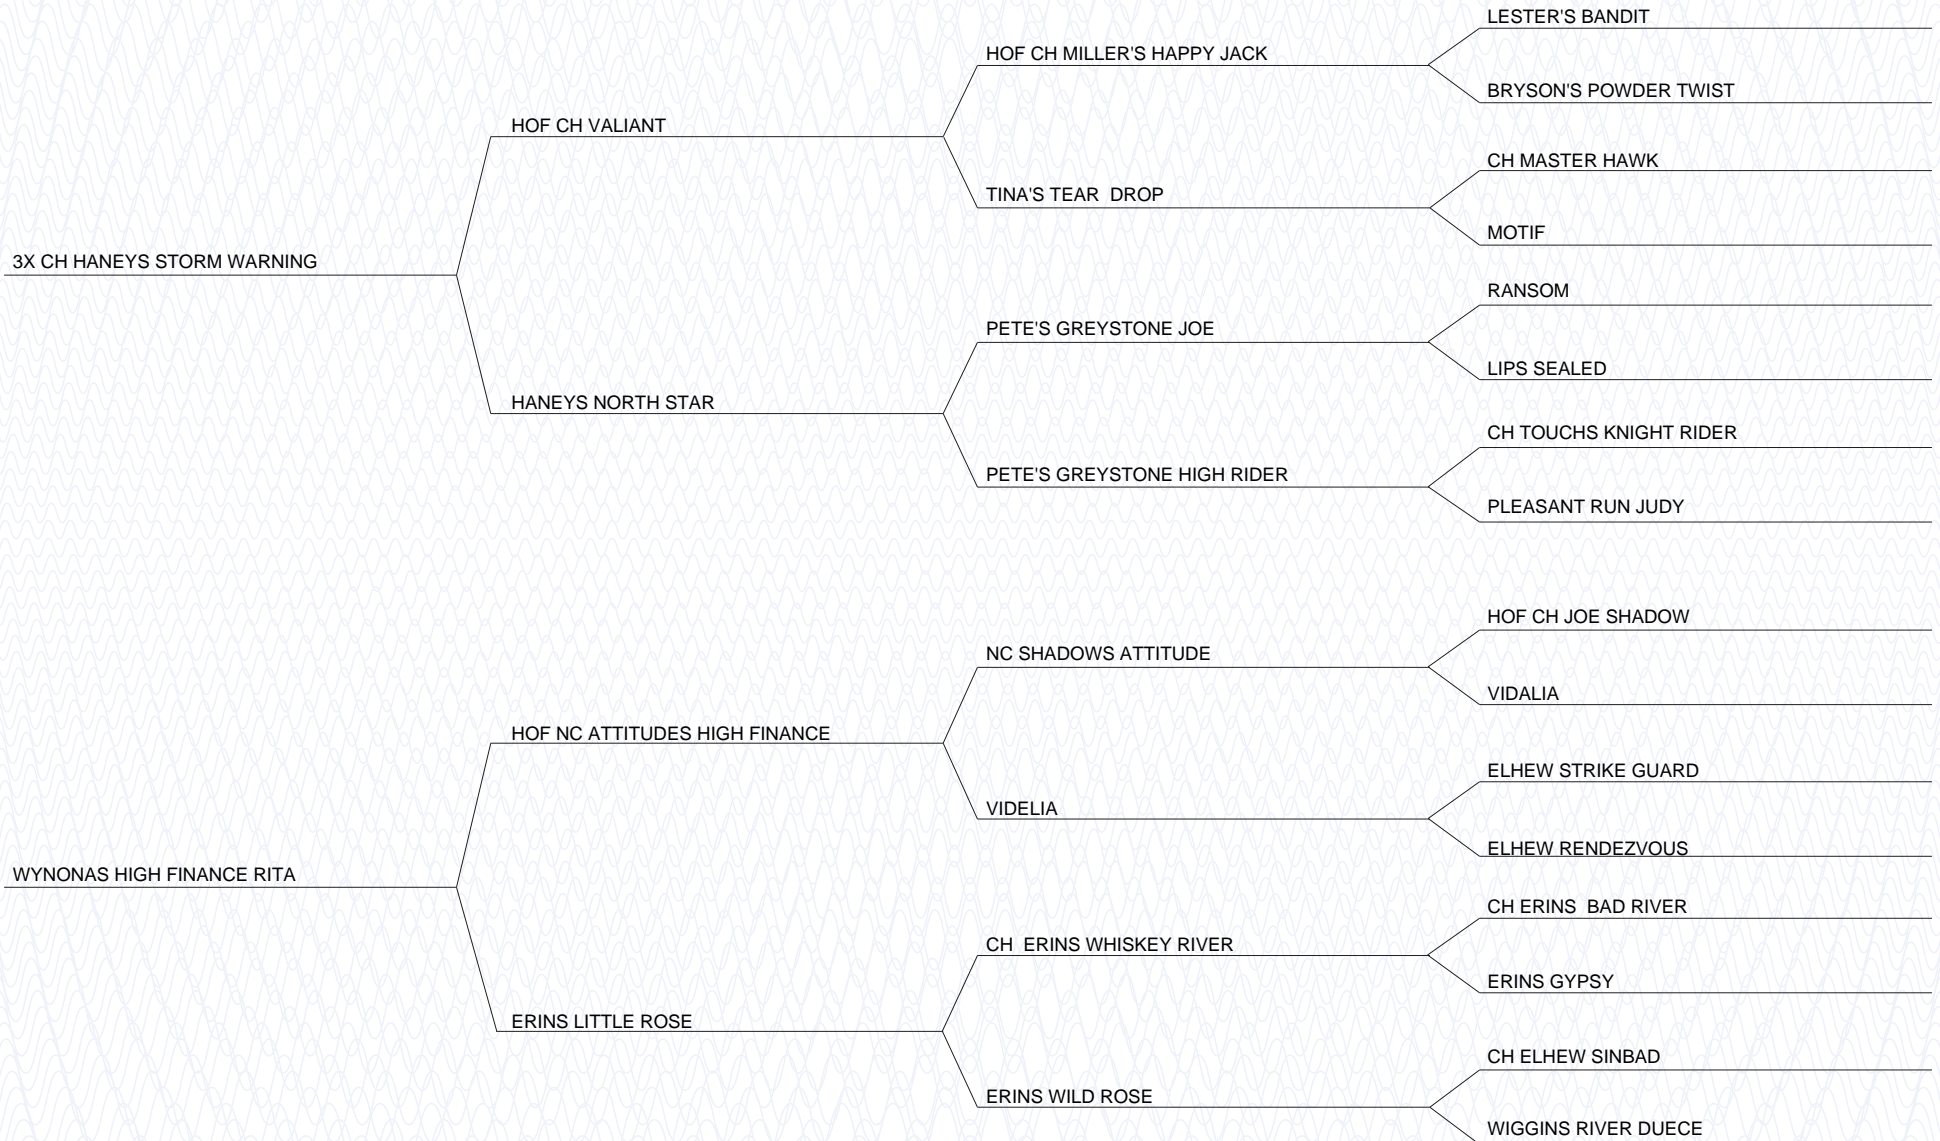 LESTER'S BANDIT
HOF CH MILLER'S HAPPY JACK
BRYSON'S POWDER TWIST
HOF CH VALIANT
CH MASTER HAWK
TINA'S TEAR  DROP
MOTIF
3X CH HANEYS STORM WARNING
RANSOM
PETE'S GREYSTONE JOE
LIPS SEALED
HANEYS NORTH STAR
CH TOUCHS KNIGHT RIDER
PETE'S GREYSTONE HIGH RIDER
PLEASANT RUN JUDY
HOF CH JOE SHADOW
NC SHADOWS ATTITUDE
VIDALIA
HOF NC ATTITUDES HIGH FINANCE
ELHEW STRIKE GUARD
VIDELIA
ELHEW RENDEZVOUS
WYNONAS HIGH FINANCE RITA
CH ERINS  BAD RIVER
CH  ERINS WHISKEY RIVER
ERINS GYPSY
ERINS LITTLE ROSE
CH ELHEW SINBAD
ERINS WILD ROSE
WIGGINS RIVER DUECE